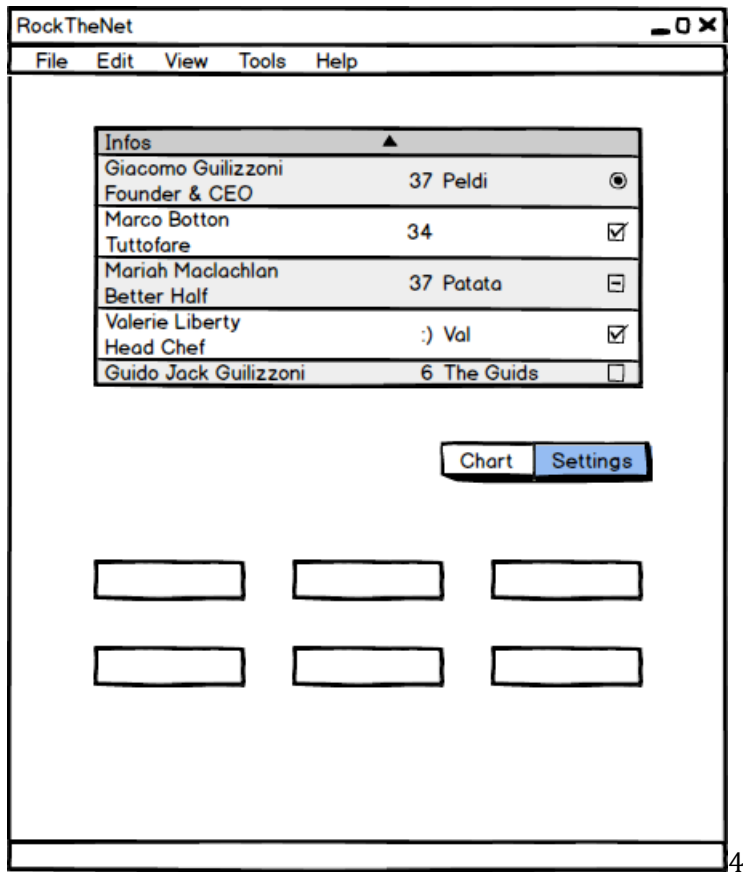 RockTheNet
File Edit View Tools Help
Infos
Giacomo Guilizzoni
Founder & CEO
37 Peldi
Marco Botton
Tuttofare
34
Mariah Maclachlan
Better Half
37 Patata
Valerie Liberty
Head Chef
:) Val
Guido Jack Guilizzoni 6 The Guids
Chart Settings
4